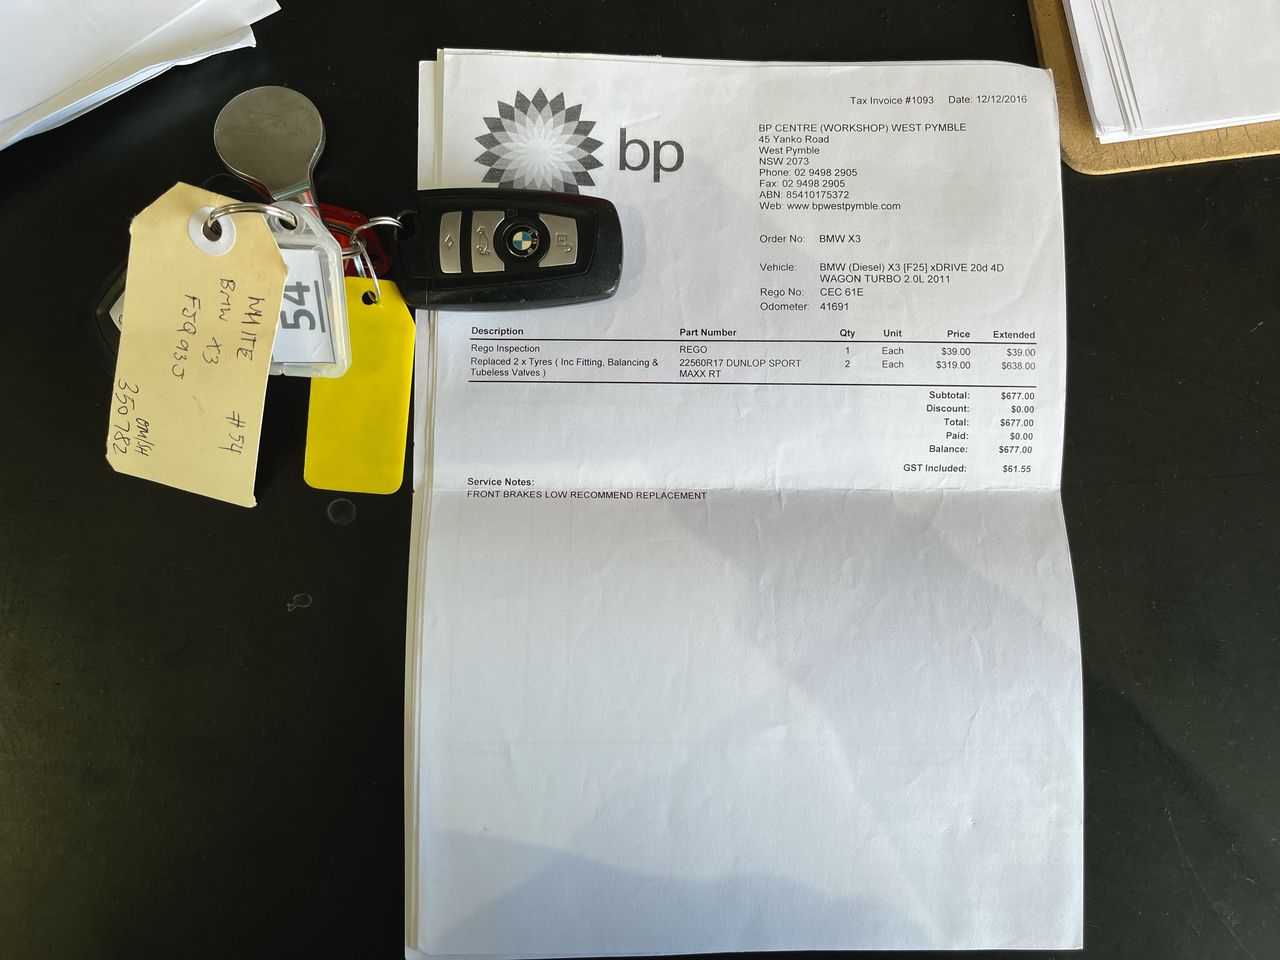 bp
Tax Invoice #1093 Date: 12/12/2016
BP CENTRE (WORKSHOP) WEST PYMBLE
45 Yanko Road
West Pymble
NSW 2073
Phone: 02 9498 2905
Fax: 02 9498 2905
ABN: 85410175372
Web: www.bpwestpymble.com
Order No: BMW X3
Vehicle: BMW (Diesel) X3 [F25] xDRIVE 20d 4D
WAGON TURBO 2.0L 2011
Rego No: CEC 61E
Odometer: 41691
Description Part Number Qty Unit Price Extended
Rego Inspection REGO 1 Each $39.00 $39.00
Replaced 2 x Tyres ( Inc Fitting, Balancing & 22560R17 DUNLOP SPORT 2 Each $319.00 $638.00
Tubeless Valves ) MAXX RT
Subtotal: $677.00
Discount: $0.00
Total: $677.00
Paid: $0.00
Balance: $677.00
GST Included: $61.55
Service Notes:
FRONT BRAKES LOW RECOMMEND REPLACEMENT
WHITE #54
BMW X3
350782
54
BMW